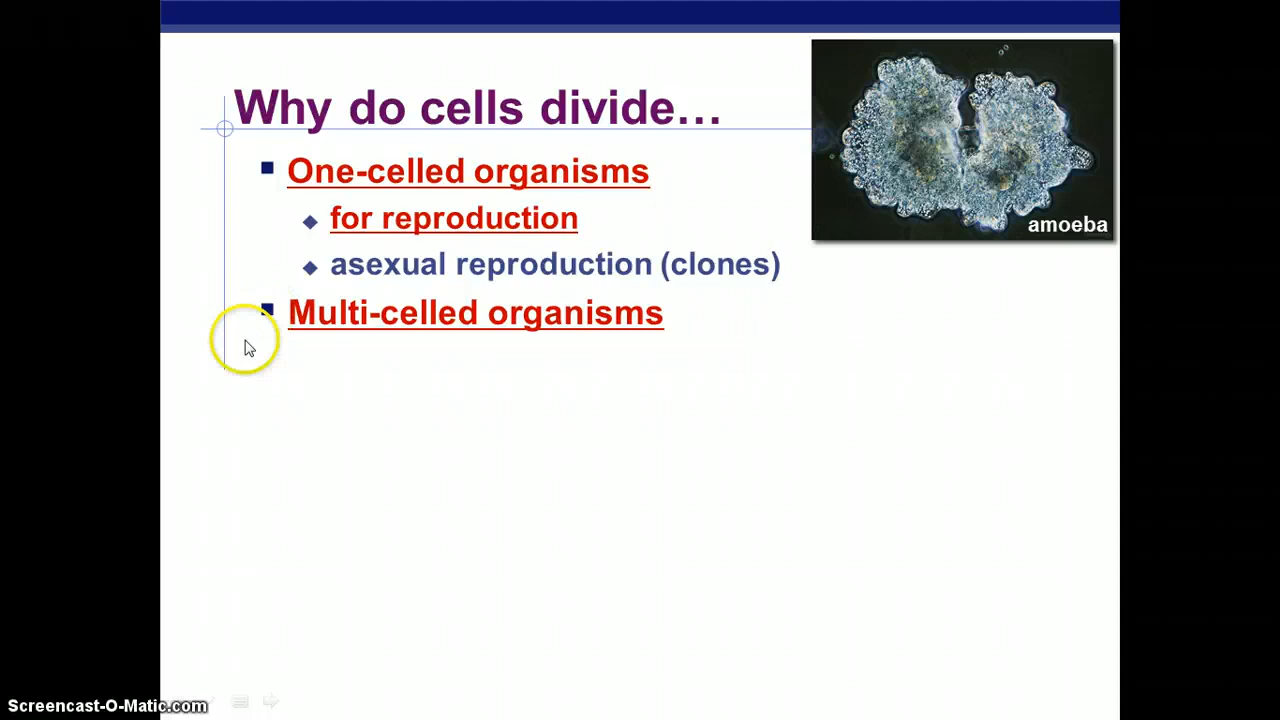 Why do cells divide…
One-celled organisms
for reproduction
asexual reproduction (clones)
Multi-celled organisms
amoeba
Screencast-O-Matic.com